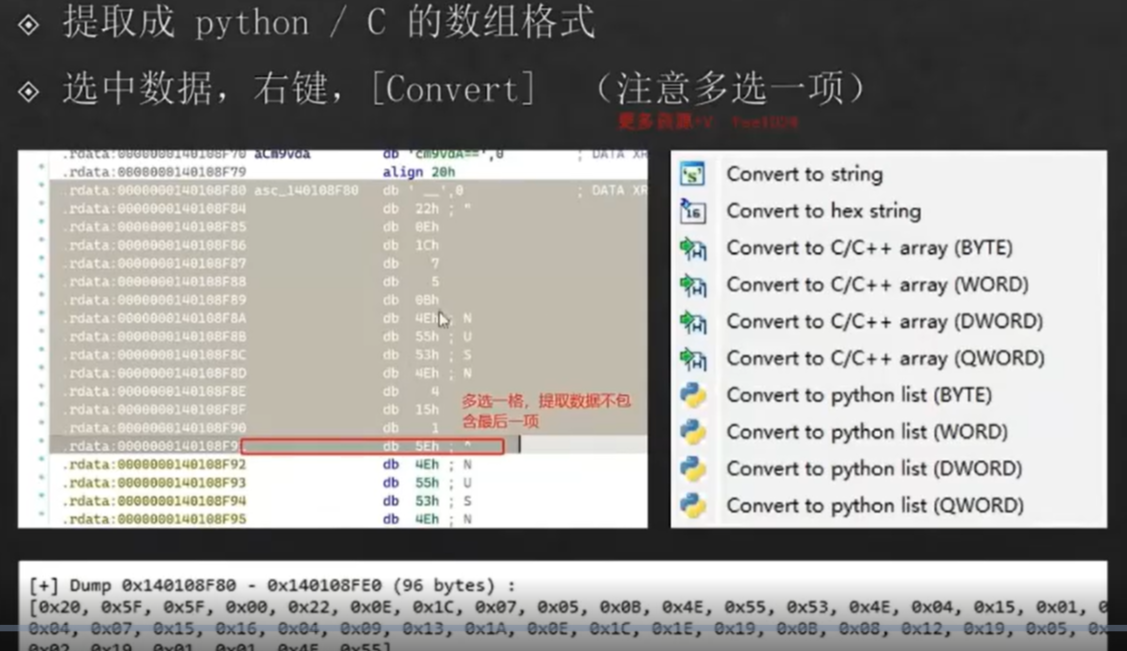 提取成 python / C 的数组格式
选中数据，右键，[Convert] （注意多选一项）
.rdata:0000000140108F70 aCm9vda db 'cm9vdA==',0 ; DATA XR
.rdata:0000000140108F79 align 20h
.rdata:0000000140108F80 asc_140108F80 db ' __',0 ; DATA XR
.rdata:0000000140108F84 db 22h ; "
.rdata:0000000140108F85 db 0Eh
.rdata:0000000140108F86 db 1Ch
.rdata:0000000140108F87 db 7
.rdata:0000000140108F88 db 5
.rdata:0000000140108F89 db 0Bh
.rdata:0000000140108F8A db 4Eh ; N
.rdata:0000000140108F8B db 55h ; U
.rdata:0000000140108F8C db 53h ; S
.rdata:0000000140108F8D db 4Eh ; N
.rdata:0000000140108F8E db 4
.rdata:0000000140108F8F db 15h
.rdata:0000000140108F90 db 1
.rdata:0000000140108F9 db 5Eh ; ^
.rdata:0000000140108F92 db 4Eh ; N
.rdata:0000000140108F93 db 55h ; U
.rdata:0000000140108F94 db 53h ; S
.rdata:0000000140108F95 db 4Eh ; N
多选一格，提取数据不包
含最后一项
Convert to string
Convert to hex string
Convert to C/C++ array (BYTE)
Convert to C/C++ array (WORD)
Convert to C/C++ array (DWORD)
Convert to C/C++ array (QWORD)
Convert to python list (BYTE)
Convert to python list (WORD)
Convert to python list (DWORD)
Convert to python list (QWORD)
[+] Dump 0x140108F80 - 0x140108FE0 (96 bytes) :
[0x20, 0x5F, 0x5F, 0x00, 0x22, 0x0E, 0x1C, 0x07, 0x05, 0x0B, 0x4E, 0x55, 0x53, 0x4E, 0x04, 0x15, 0x01, 0
0x04, 0x07, 0x15, 0x16, 0x04, 0x09, 0x13, 0x1A, 0x0E, 0x1C, 0x1E, 0x19, 0x0B, 0x08, 0x12, 0x19, 0x05, 0x
0x02, 0x19, 0x01, 0x01, 0x4E, 0x55]